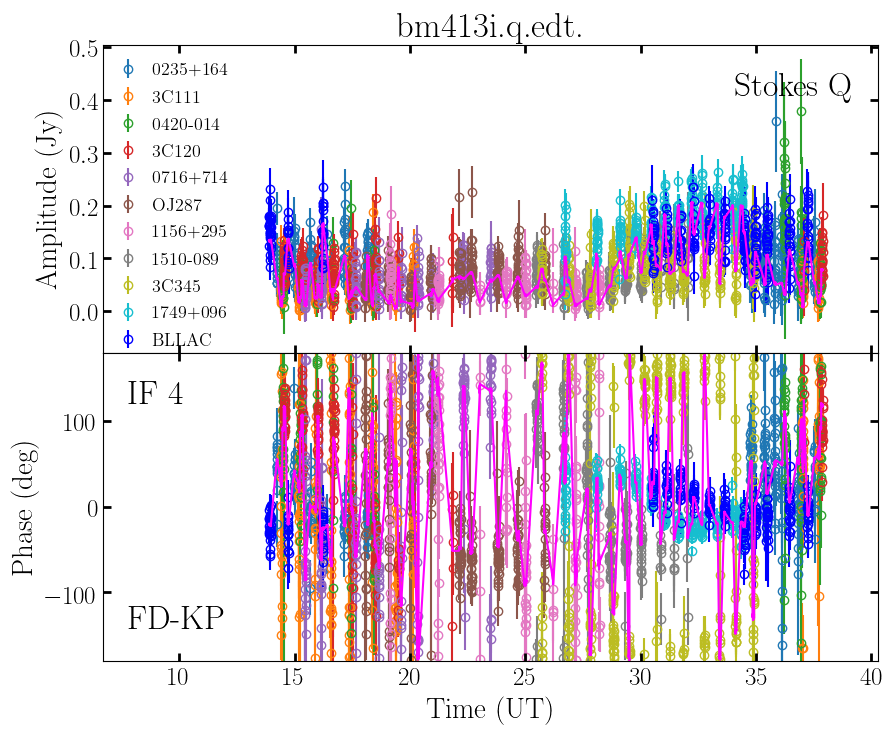 bm413i.q.edt.
0.5
0.4
0.3
0.2
0.1
0.0
Amplitude (Jy)
Stokes Q
0235+164
3C111
0420-014
3C120
0716+714
OJ287
1156+295
1510-089
3C345
1749+096
BLLAC
IF 4
FD-KP
100
0
−100
Phase (deg)
10 15 20 25 30 35 40
Time (UT)